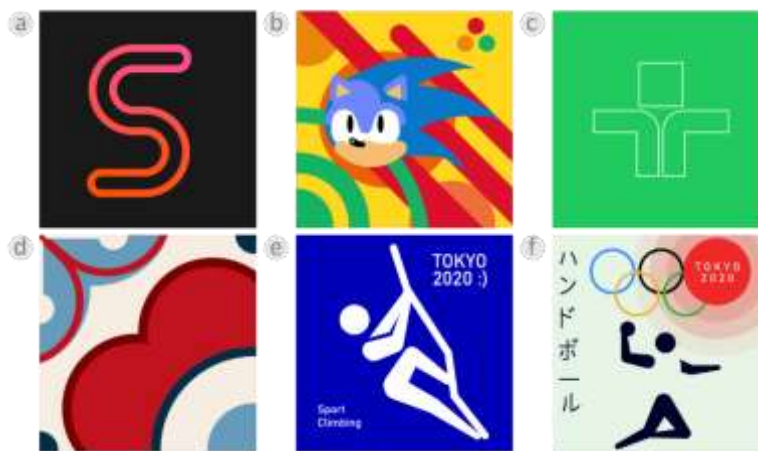 a
b
c
d
e
TOKYO
2020 :)
Sport
Climbing
f
ハンドボール
TOKYO
2020